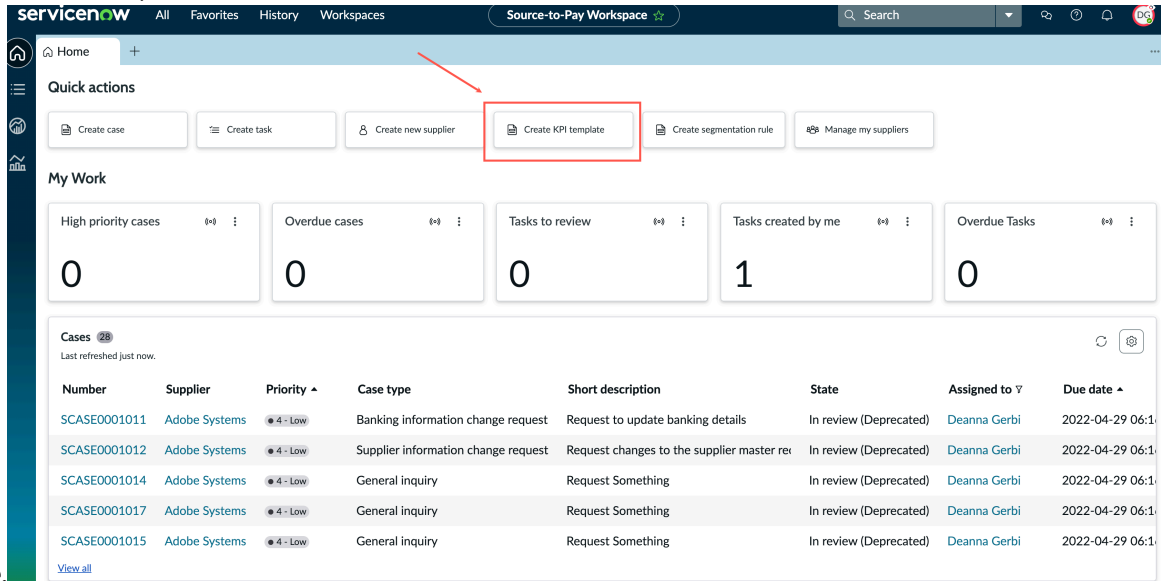 servicenow All Favorites History Workspaces Source-to-Pay Workspace Search DG
Home
Quick actions
Create case Create task Create new supplier Create KPI template Create segmentation rule Manage my suppliers
My Work
High priority cases Overdue cases Tasks to review Tasks created by me Overdue Tasks
0 0 0 1 0
Cases 28
Last refreshed just now.
Number Supplier Priority Case type Short description State Assigned to Due date
SCASE0001011 Adobe Systems 4 - Low Banking information change request Request to update banking details In review (Deprecated) Deanna Gerbi 2022-04-29 06:1
SCASE0001012 Adobe Systems 4 - Low Supplier information change request Request changes to the supplier master rec In review (Deprecated) Deanna Gerbi 2022-04-29 06:1
SCASE0001014 Adobe Systems 4 - Low General inquiry Request Something In review (Deprecated) Deanna Gerbi 2022-04-29 06:1
SCASE0001017 Adobe Systems 4 - Low General inquiry Request Something In review (Deprecated) Deanna Gerbi 2022-04-29 06:1
SCASE0001015 Adobe Systems 4 - Low General inquiry Request Something In review (Deprecated) Deanna Gerbi 2022-04-29 06:1
View all